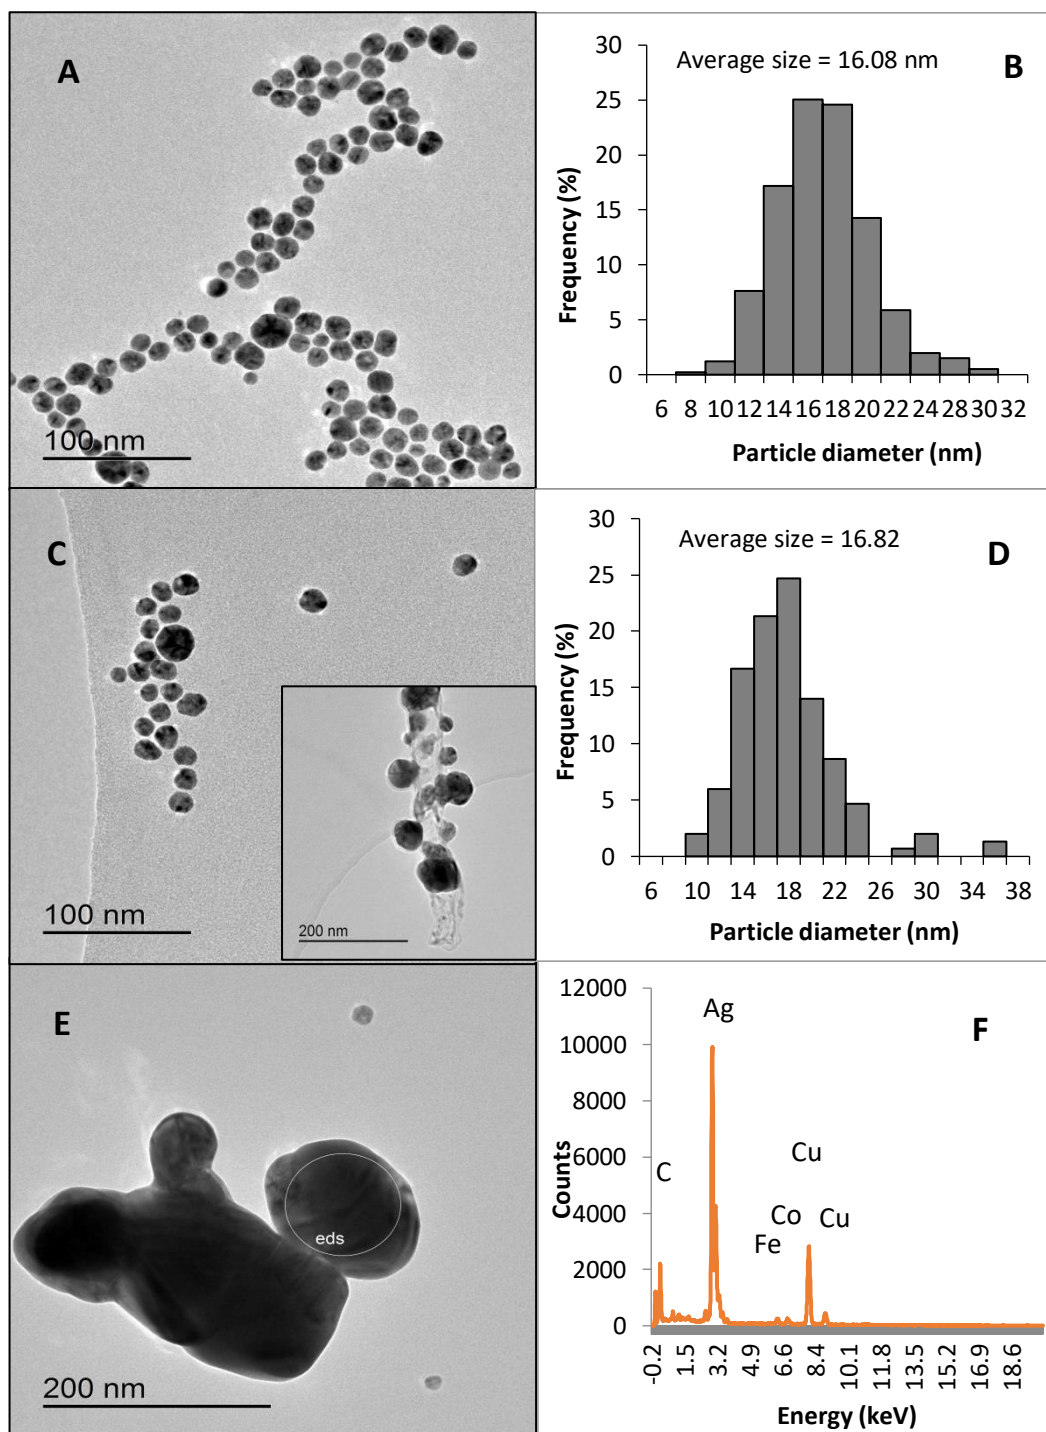 A
100 nm
B
Average size = 16.08 nm
30
25
20
15
10
5
0
Frequency (%)
6 8 10 12 14 16 18 20 22 24 28 30 32
Particle diameter (nm)
C
100 nm
200 nm
D
Average size = 16.82
30
25
20
15
10
5
0
Frequency (%)
6 10 14 18 22 26 30 34 38
Particle diameter (nm)
E
eds
200 nm
F
12000
10000
8000
6000
4000
2000
0
Counts
Ag
C
Cu
Co
Cu
Fe
-0.2 1.5 3.2 4.9 6.6 8.4 10.1 11.8 13.5 15.2 16.9 18.6
Energy (keV)